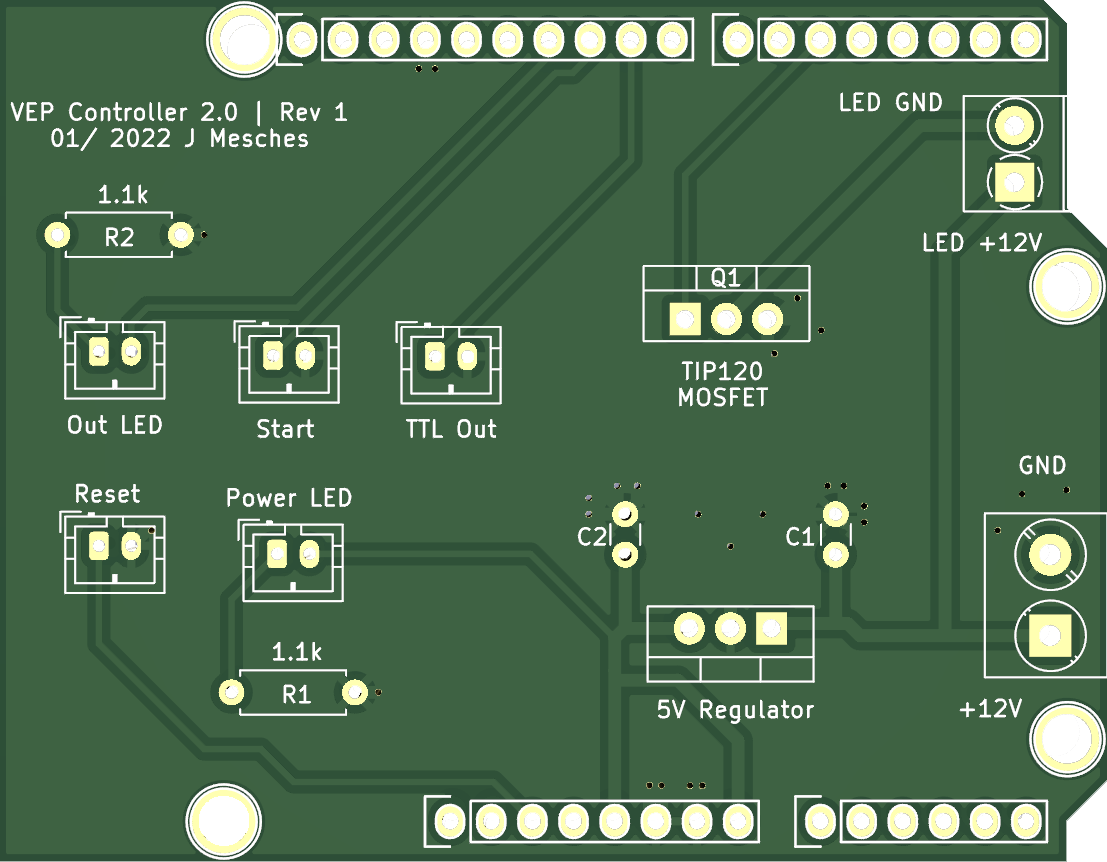 VEP Controller 2.0 | Rev 1
01/ 2022 J Mesches
LED GND
1.1k
R2
LED +12V
Q1
TIP120
MOSFET
Out LED
Start
TTL Out
GND
Reset
Power LED
C2
C1
1.1k
R1
5V Regulator
+12V